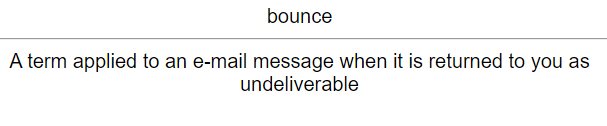 bounce
A term applied to an e-mail message when it is returned to you as
undeliverable